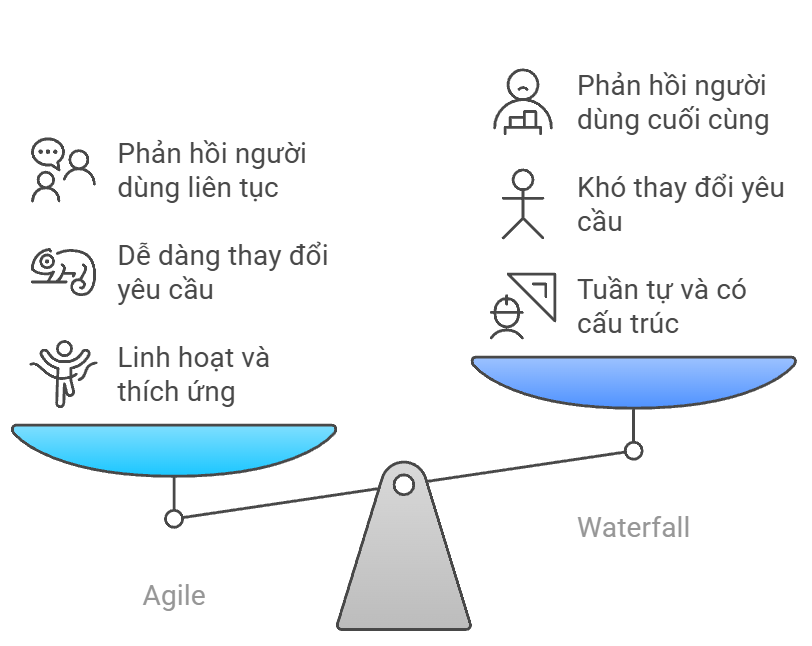 Phản hồi người
dùng liên tục
Dễ dàng thay đổi
yêu cầu
Linh hoạt và
thích ứng
Agile
Phản hồi người
dùng cuối cùng
Khó thay đổi yêu
cầu
Tuần tự và có
cấu trúc
Waterfall